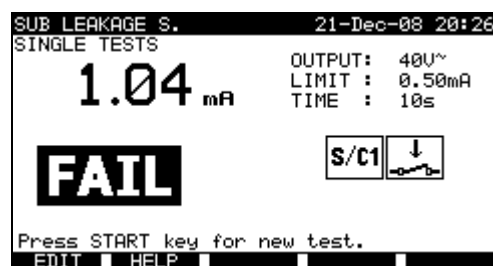 SUB LEAKAGE S. 21-Dec-08 20:26
SINGLE TESTS
1.04 mA
OUTPUT: 40V~
LIMIT : 0.50mA
TIME : 10s
FAIL
S/C1
Press START key for new test.
EDIT HELP